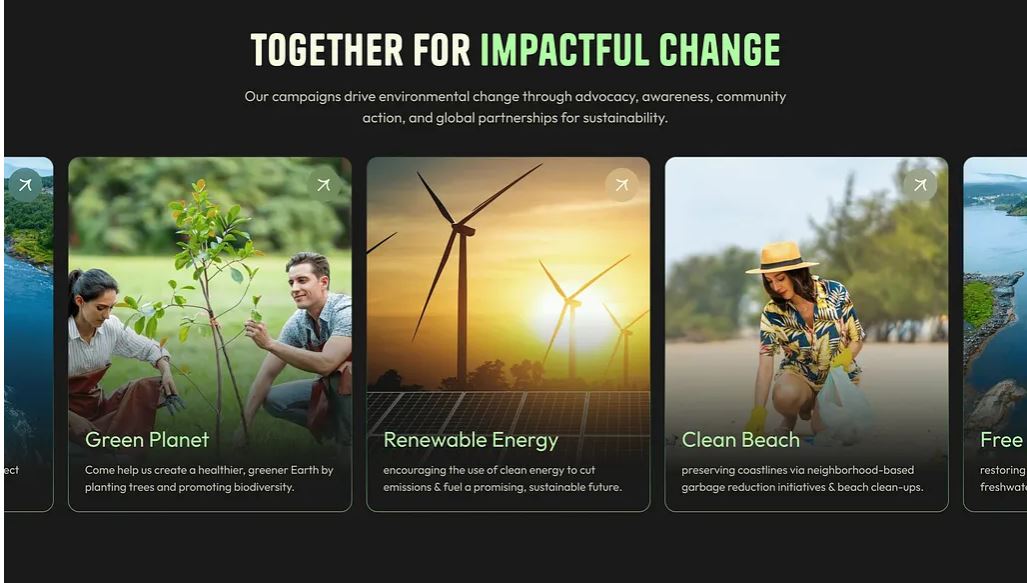 TOGETHER FOR IMPACTFUL CHANGE
Our campaigns drive environmental change through advocacy, awareness, community
action, and global partnerships for sustainability.
ect
Green Planet
Come help us create a healthier, greener Earth by
planting trees and promoting biodiversity.
Renewable Energy
encouraging the use of clean energy to cut
emissions & fuel a promising, sustainable future.
Clean Beach
preserving coastlines via neighborhood-based
garbage reduction initiatives & beach clean-ups.
Free
restoring
freshwat